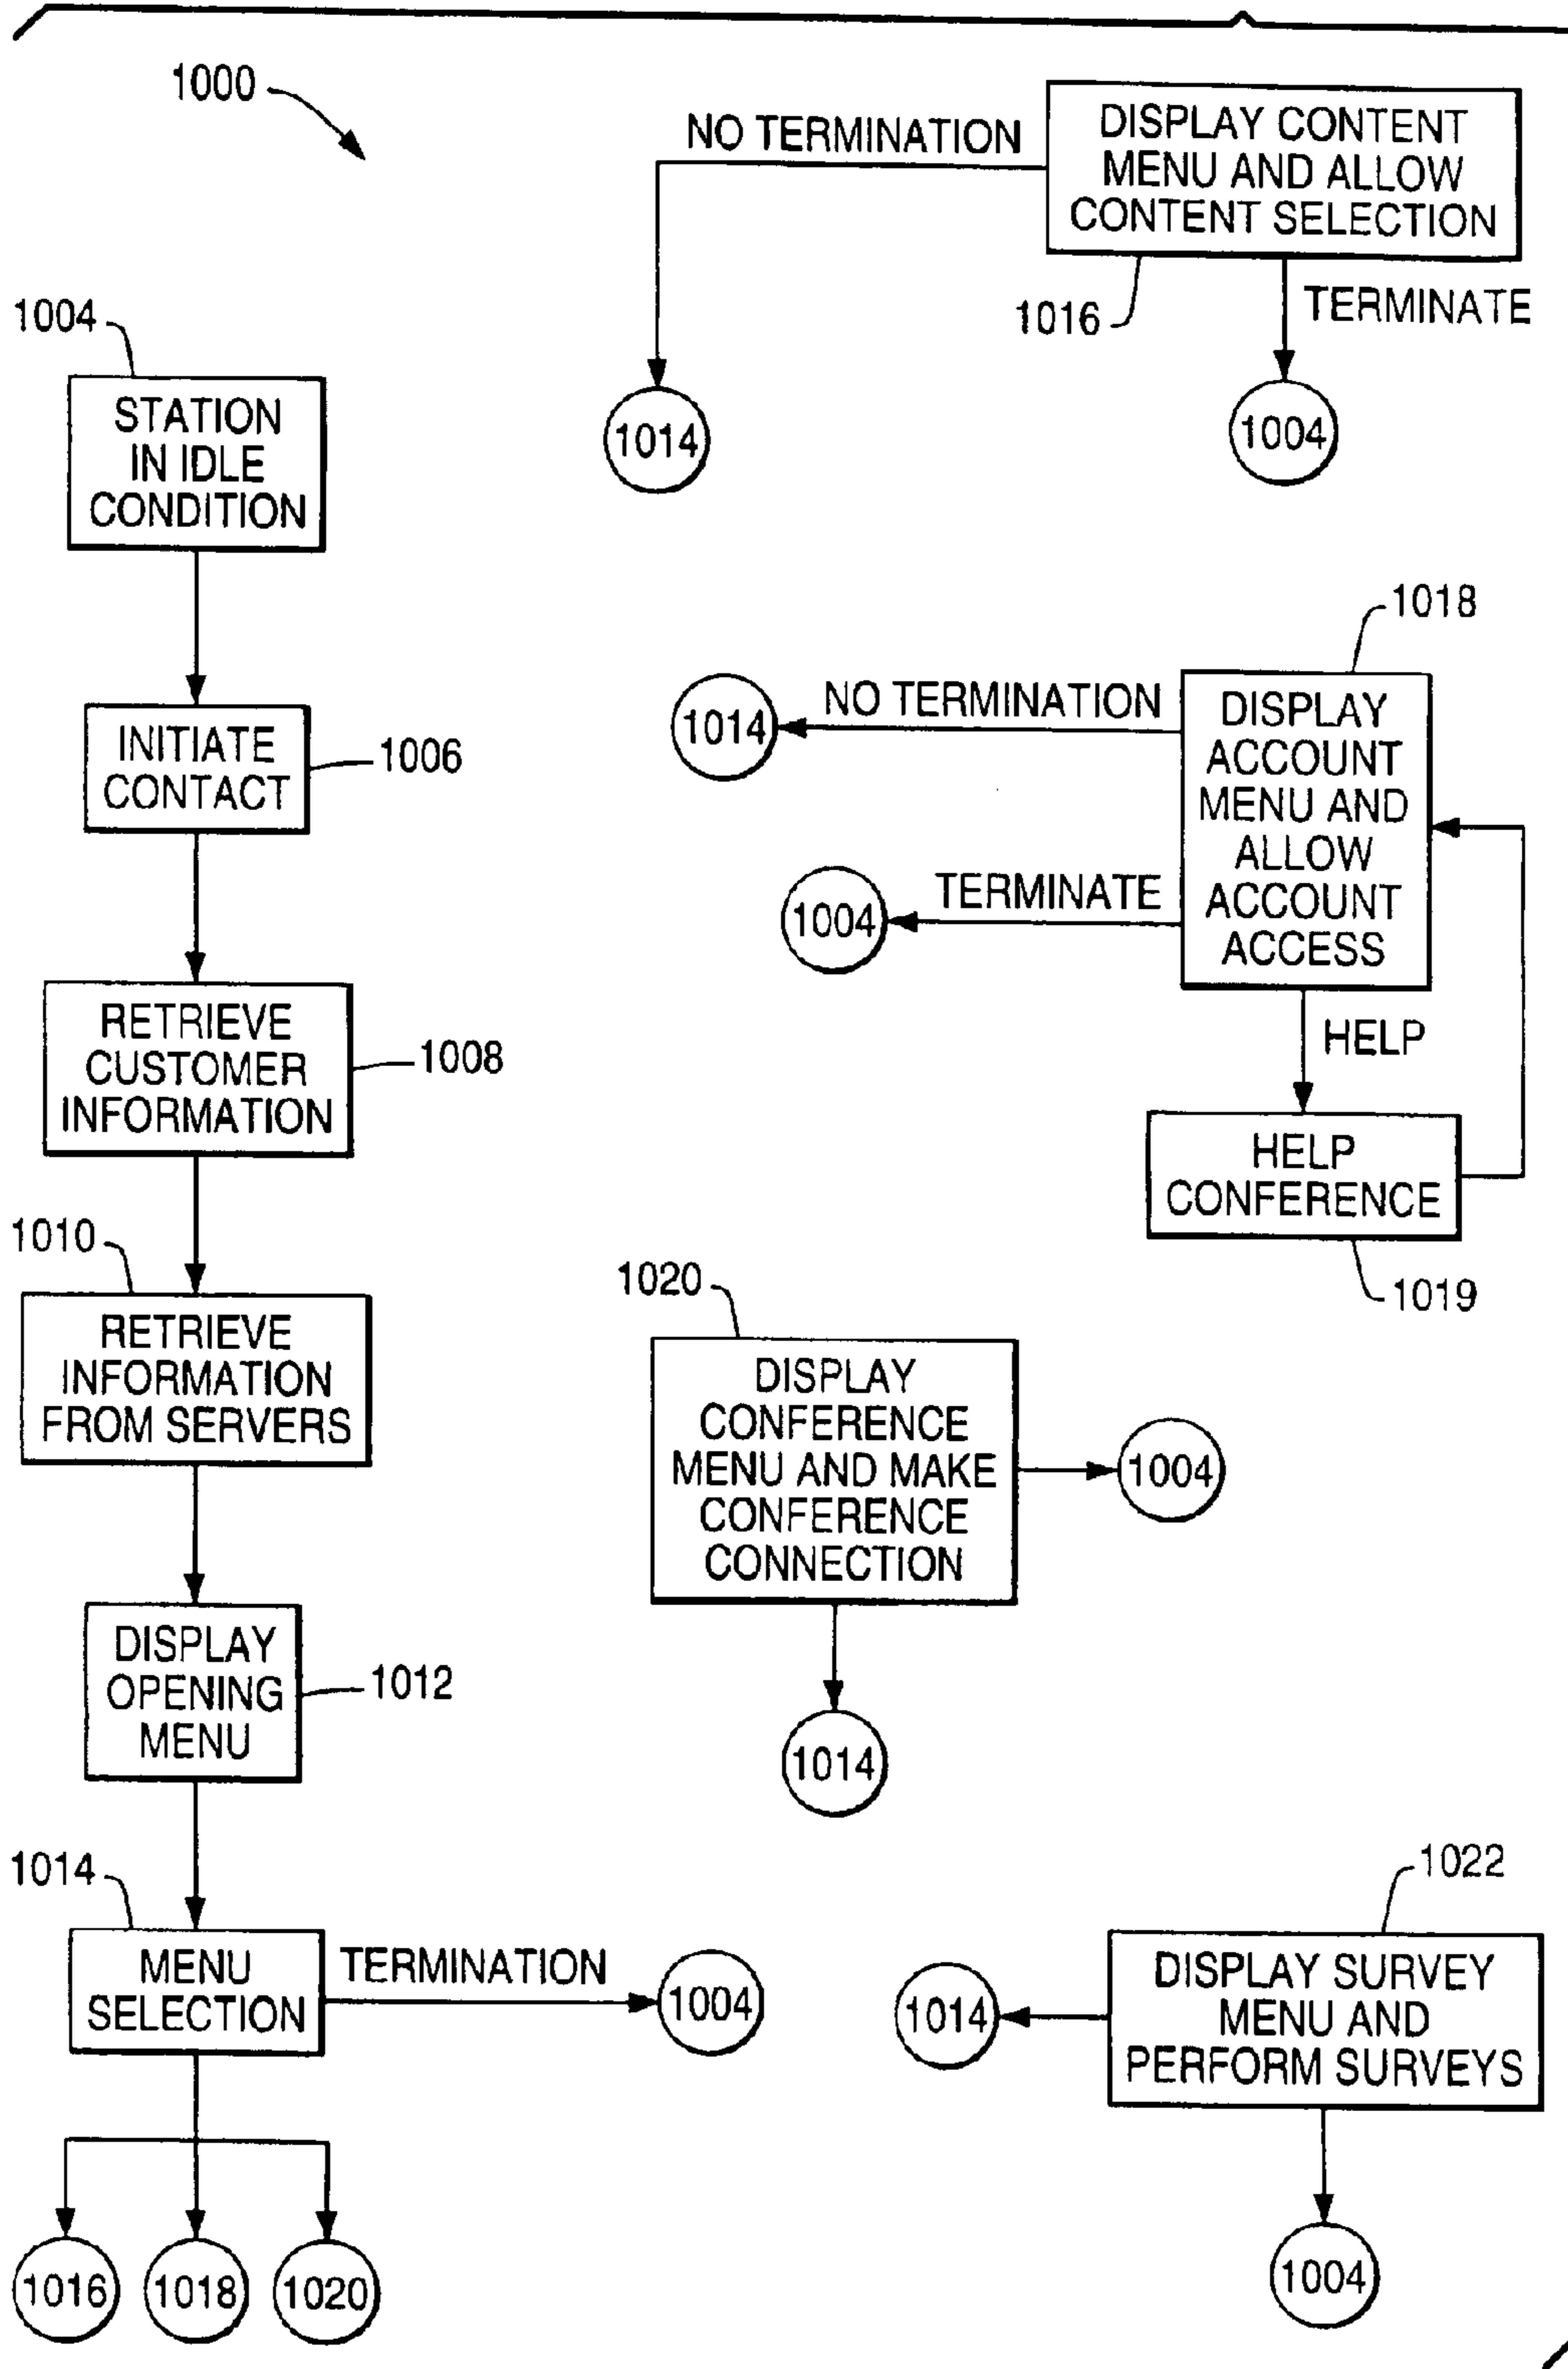 1000
NO TERMINATION
DISPLAY CONTENT
MENU AND ALLOW
CONTENT SELECTION
1016
TERMINATE
1014
1004
1004
STATION
IN IDLE
CONDITION
INITIATE
CONTACT
1006
RETRIEVE
CUSTOMER
INFORMATION
1008
1010
RETRIEVE
INFORMATION
FROM SERVERS
DISPLAY
OPENING
MENU
1012
1014
MENU
SELECTION
TERMINATION
1004
1016
1018
1020
1018
NO TERMINATION
1014
DISPLAY
ACCOUNT
MENU AND
ALLOW
ACCOUNT
ACCESS
TERMINATE
1004
HELP
HELP
CONFERENCE
1019
1020
DISPLAY
CONFERENCE
MENU AND MAKE
CONFERENCE
CONNECTION
1004
1014
1022
DISPLAY SURVEY
MENU AND
PERFORM SURVEYS
1014
1004